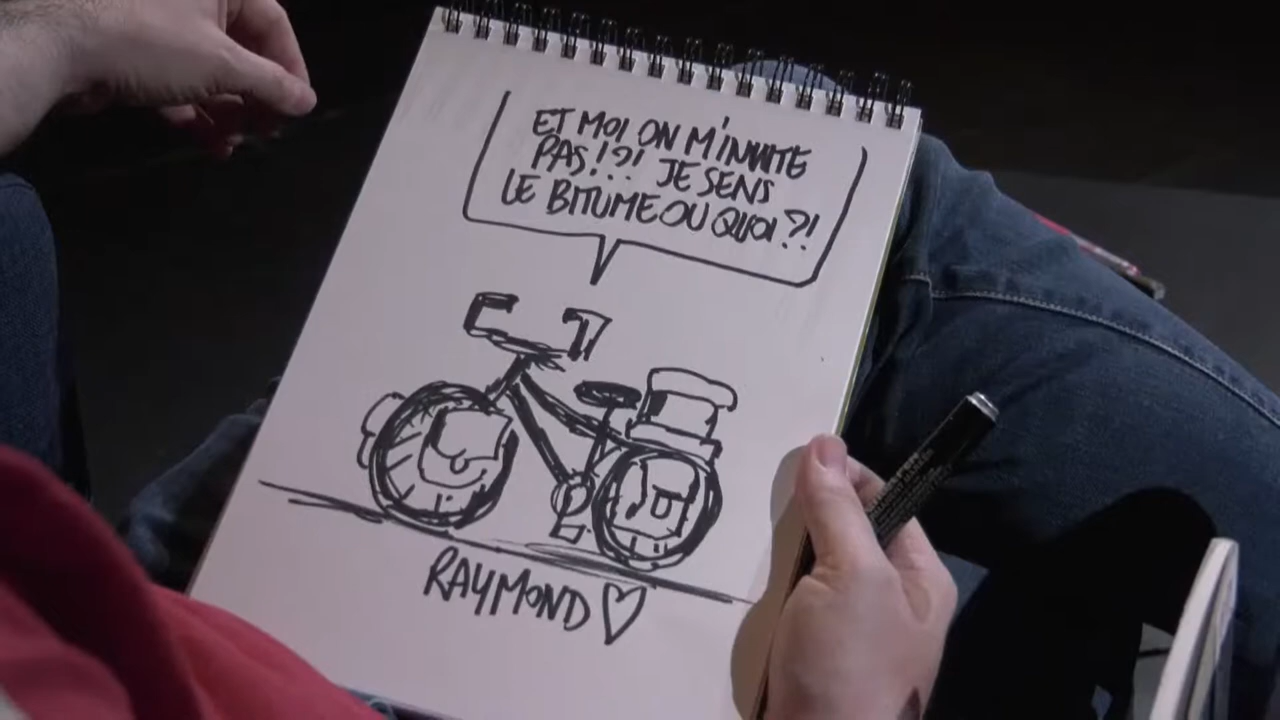 ET MOI ON M'INVITE
PAS!?! JE SENS
LE BITUME OU QUOI?!
RAYMOND